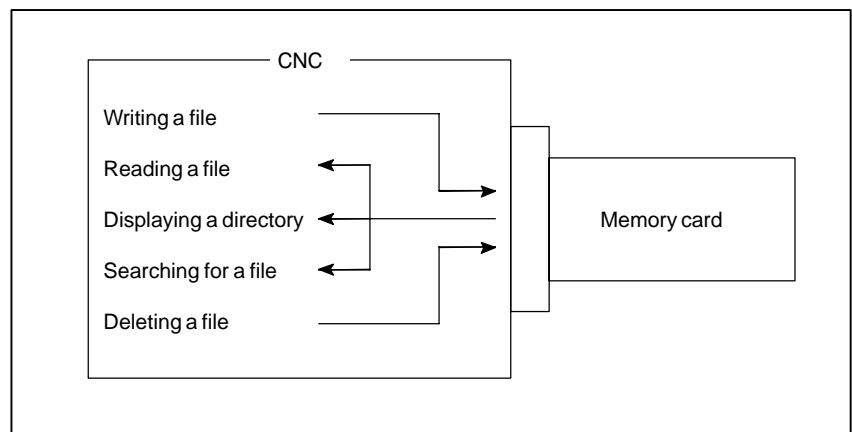 CNC
Writing a file
Reading a file
Displaying a directory
Memory card
Searching for a file
Deleting a file